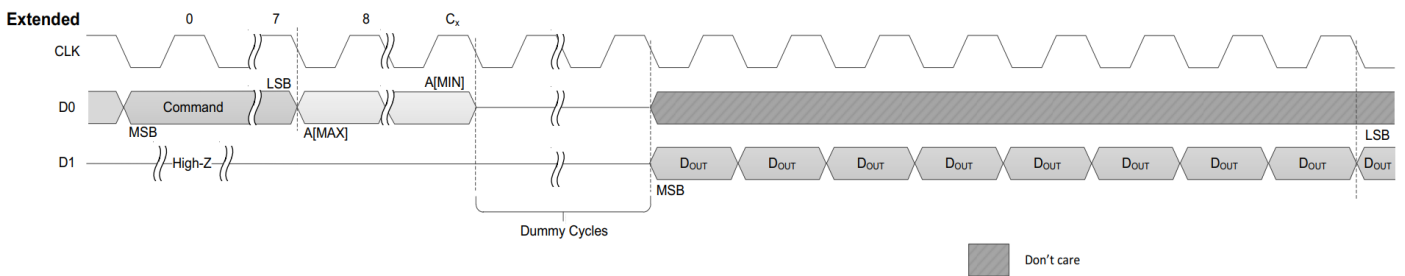 Extended 0 7 8 Cx
CLK
LSB A[MIN]
D0 Command
MSB A[MAX] LSB
D1 High-Z DOUT DOUT DOUT DOUT DOUT DOUT DOUT DOUT DOUT
MSB
Dummy Cycles
Don't care